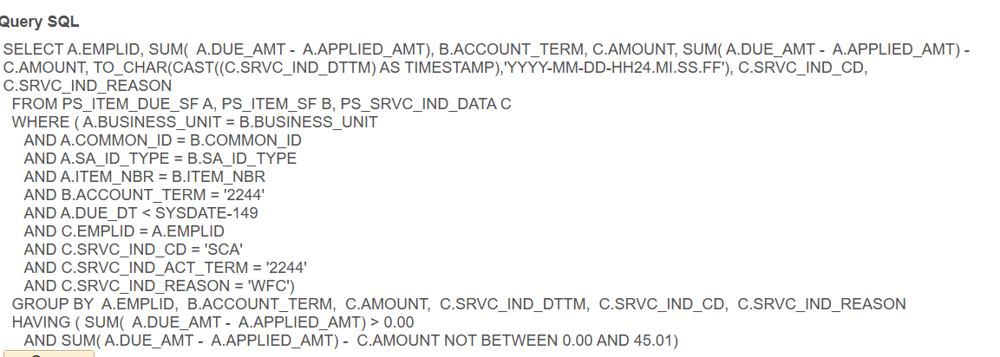 Query SQL
SELECT A.EMPLID, SUM( A.DUE_AMT - A.APPLIED_AMT), B.ACCOUNT_TERM, C.AMOUNT, SUM( A.DUE_AMT - A.APPLIED_AMT) -
C.AMOUNT, TO_CHAR(CAST((C.SRVC_IND_DTTM) AS TIMESTAMP),'YYYY-MM-DD-HH24.MI.SS.FF'), C.SRVC_IND_CD,
C.SRVC_IND_REASON
FROM PS_ITEM_DUE_SF A, PS_ITEM_SF B, PS_SRVC_IND_DATA C
WHERE ( A.BUSINESS_UNIT = B.BUSINESS_UNIT
AND A.COMMON_ID = B.COMMON_ID
AND A.SA_ID_TYPE = B.SA_ID_TYPE
AND A.ITEM_NBR = B.ITEM_NBR
AND B.ACCOUNT_TERM = '2244'
AND A.DUE_DT < SYSDATE-149
AND C.EMPLID = A.EMPLID
AND C.SRVC_IND_CD = 'SCA'
AND C.SRVC_IND_ACT_TERM = '2244'
AND C.SRVC_IND_REASON = 'WFC')
GROUP BY A.EMPLID, B.ACCOUNT_TERM, C.AMOUNT, C.SRVC_IND_DTTM, C.SRVC_IND_CD, C.SRVC_IND_REASON
HAVING ( SUM( A.DUE_AMT - A.APPLIED_AMT) > 0.00
AND SUM( A.DUE_AMT - A.APPLIED_AMT) - C.AMOUNT NOT BETWEEN 0.00 AND 45.01)